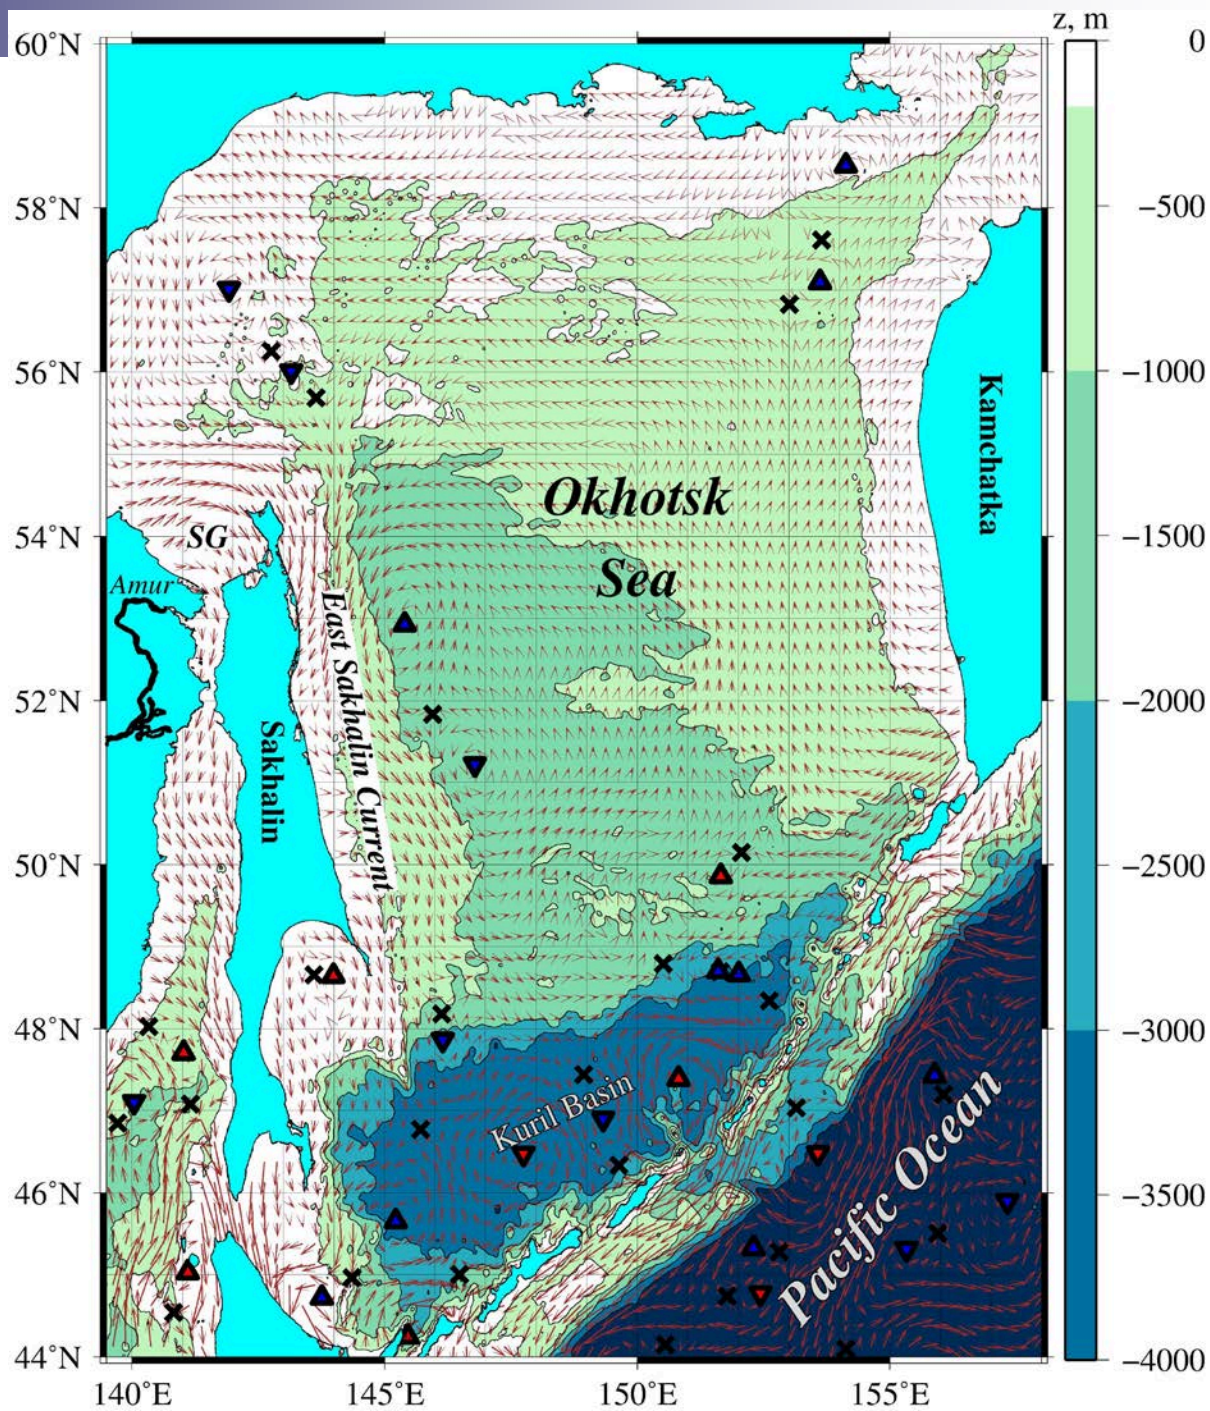 z, m
60°N
58°N
56°N
54°N
52°N
50°N
48°N
46°N
44°N
140°E
145°E
150°E
155°E
0
−500
−1000
−1500
−2000
−2500
−3000
−3500
−4000
Okhotsk
Sea
Kamchatka
SG
Amur
Sakhalin
East Sakhalin Current
Kuril Basin
Pacific Ocean